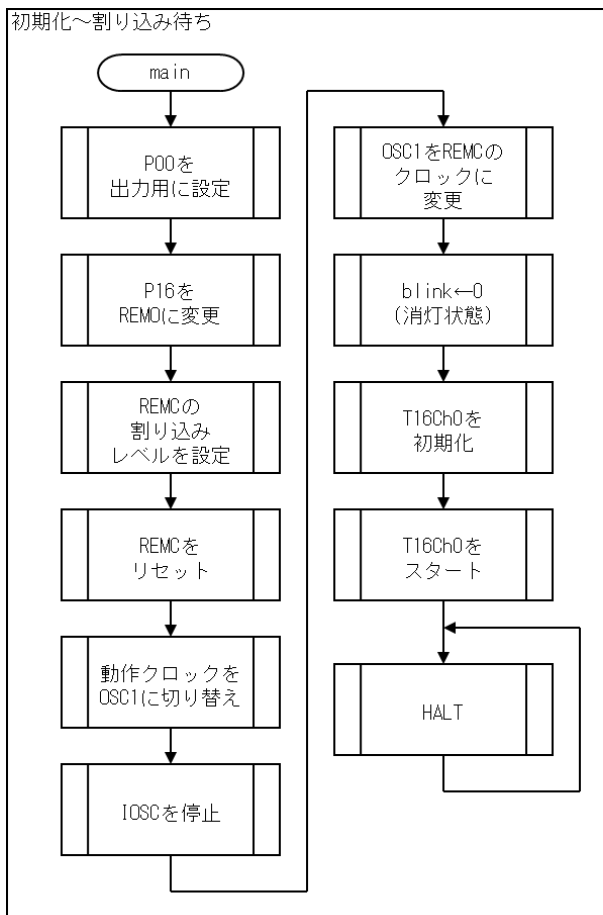 初期化～割り込み待ち
main
P00を
出力用に設定
P16を
REMOに変更
REMCの
割り込み
レベルを設定
REMCを
リセット
動作クロックを
OSC1に切り替え
IOSCを停止
OSC1をREMCの
クロックに
変更
blink←0
(消灯状態)
T16Ch0を
初期化
T16Ch0を
スタート
HALT